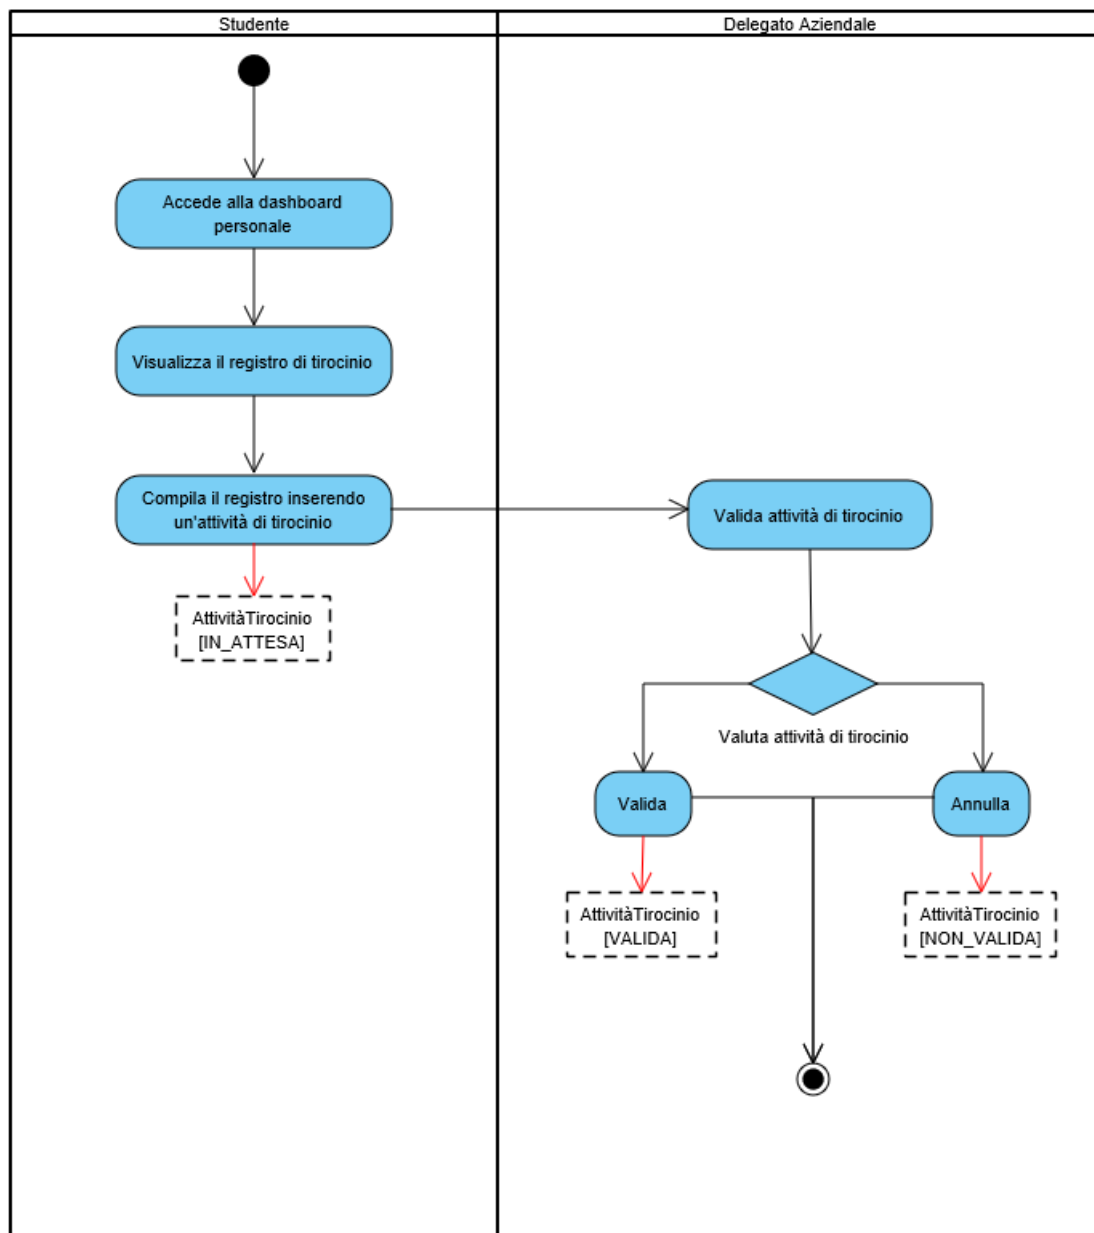 Studente
Delegato Aziendale
Accede alla dashboard
personale
Visualizza il registro di tirocinio
Compila il registro inserendo
un'attività di tirocinio
Valida attività di tirocinio
AttivitàTirocinio
[IN_ATTESA]
Valuta attività di tirocinio
Valida
Annulla
AttivitàTirocinio
[VALIDA]
AttivitàTirocinio
[NON_VALIDA]